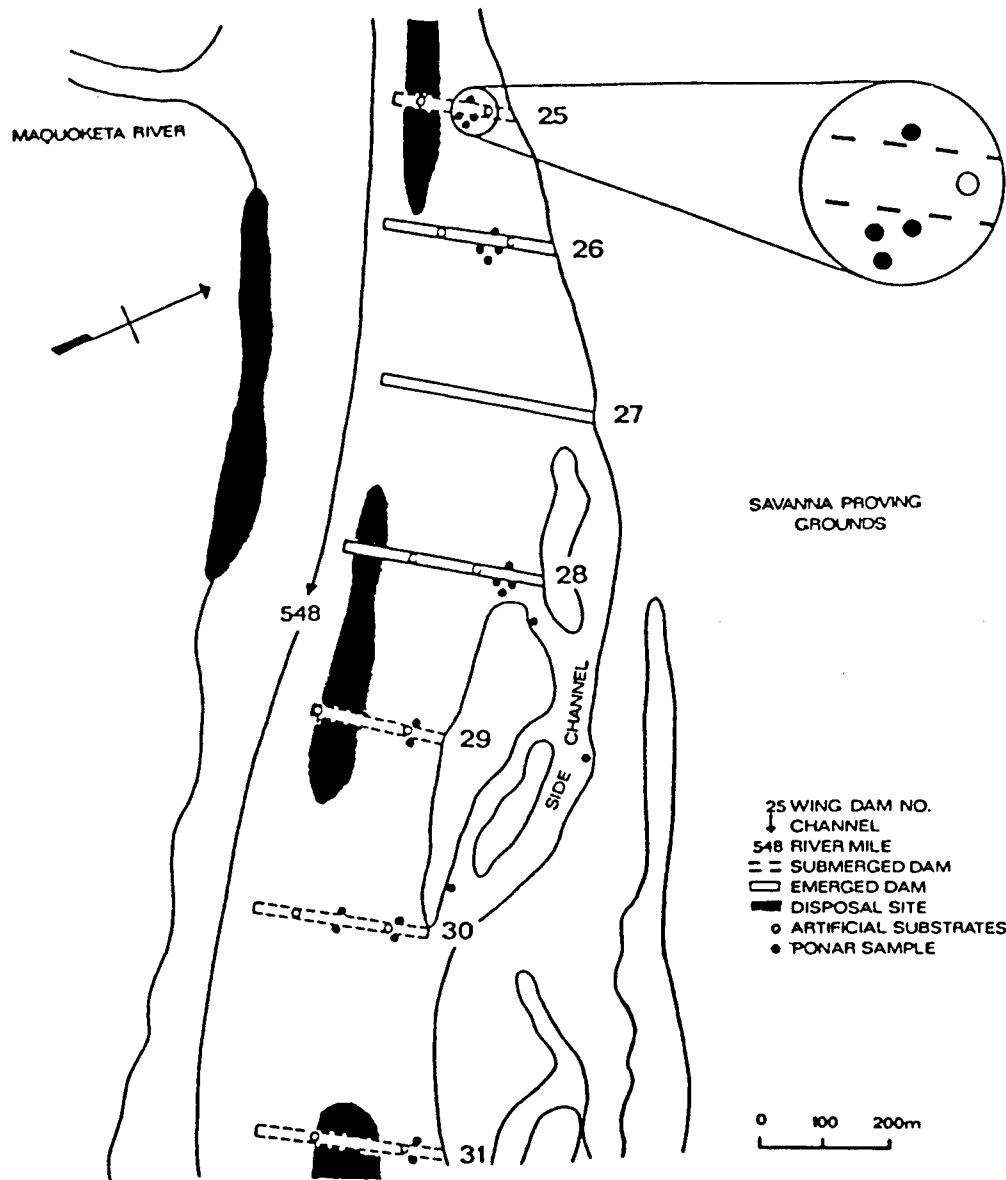 MAQUOKETA RIVER
25
26
27
SAVANNA PROVING
GROUNDS
28
548
29
SIDE CHANNEL
30
31
25 WING DAM NO.
CHANNEL
548 RIVER MILE
SUBMERGED DAM
EMERGED DAM
DISPOSAL SITE
ARTIFICIAL SUBSTRATES
PONAR SAMPLE
0 100 200m